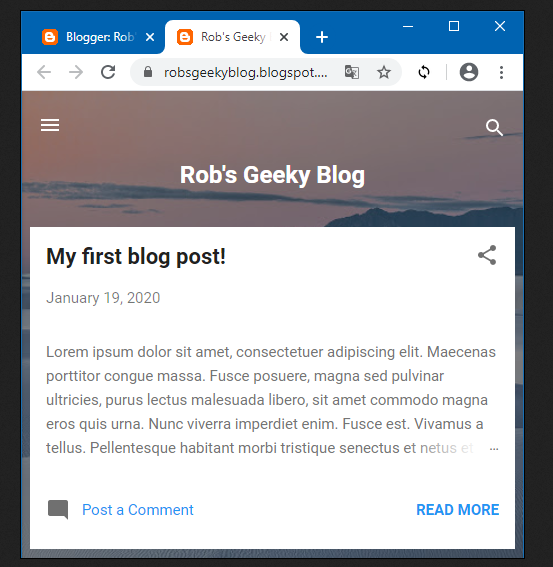 Blogger: Rob'
Rob's Geeky
robsgeekyblog.blogspot....
Rob's Geeky Blog
My first blog post!
January 19, 2020
Lorem ipsum dolor sit amet, consectetuer adipiscing elit. Maecenas
porttitor congue massa. Fusce posuere, magna sed pulvinar
ultricies, purus lectus malesuada libero, sit amet commodo magna
eros quis urna. Nunc viverra imperdiet enim. Fusce est. Vivamus a
tellus. Pellentesque habitant morbi tristique senectus et netus et ...
Post a Comment
READ MORE